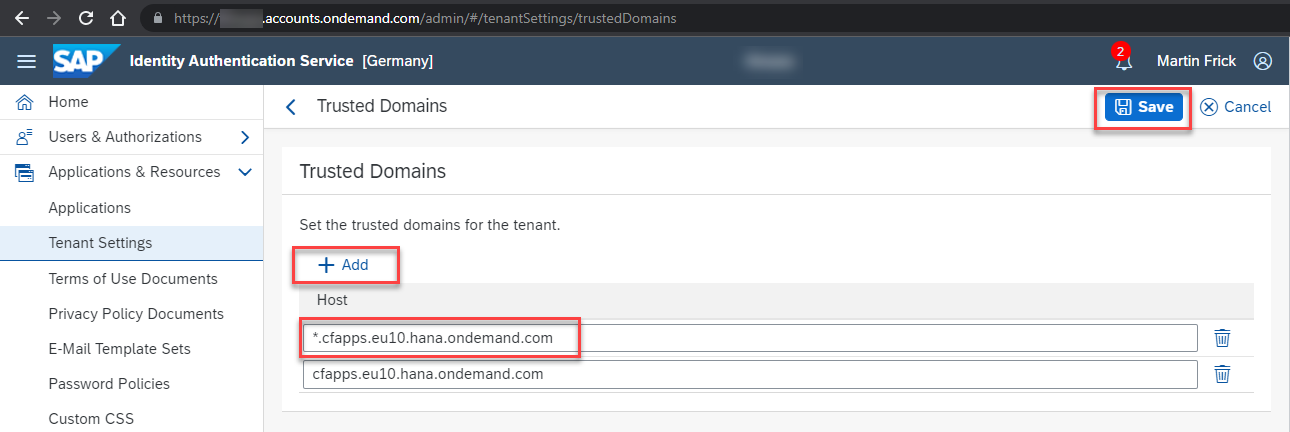 https://.accounts.ondemand.com/admin/#/tenantSettings/trustedDomains
SAP Identity Authentication Service [Germany] 2 Martin Frick
Home
Users & Authorizations
Applications & Resources
Applications
Tenant Settings
Terms of Use Documents
Privacy Policy Documents
E-Mail Template Sets
Password Policies
Custom CSS
Trusted Domains Save Cancel
Trusted Domains
Set the trusted domains for the tenant.
+ Add
Host
*.cfapps.eu10.hana.ondemand.com
cfapps.eu10.hana.ondemand.com